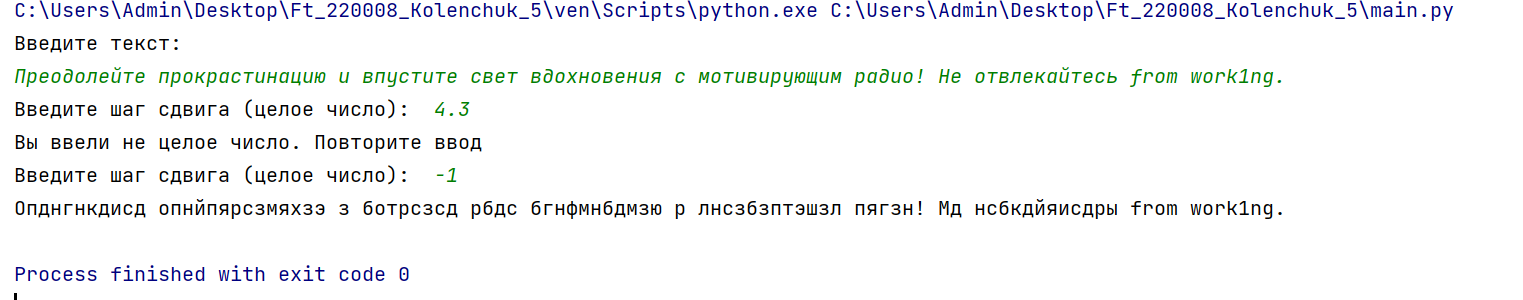 C:\Users\Admin\Desktop\Ft_220008_Kolenchuk_5\ven\Scripts\python.exe C:\Users\Admin\Desktop\Ft_220008_Kolenchuk_5\main.py
Введите текст:
Преодолейте прокрастинацию и впустите свет вдохновения с мотивирующим радио! Не отвлекайтесь from work1ng.
Введите шаг сдвига (целое число):  4.3
Вы ввели не целое число. Повторите ввод
Введите шаг сдвига (целое число):  -1
Опднгнкдисд опнйпярсзмяхзэ з ботрсзсд рбдс бгнфмнбдмзю р лнсзбзптэшзл пягзн! Мд нсбкдйяисдры from work1ng.
Process finished with exit code 0